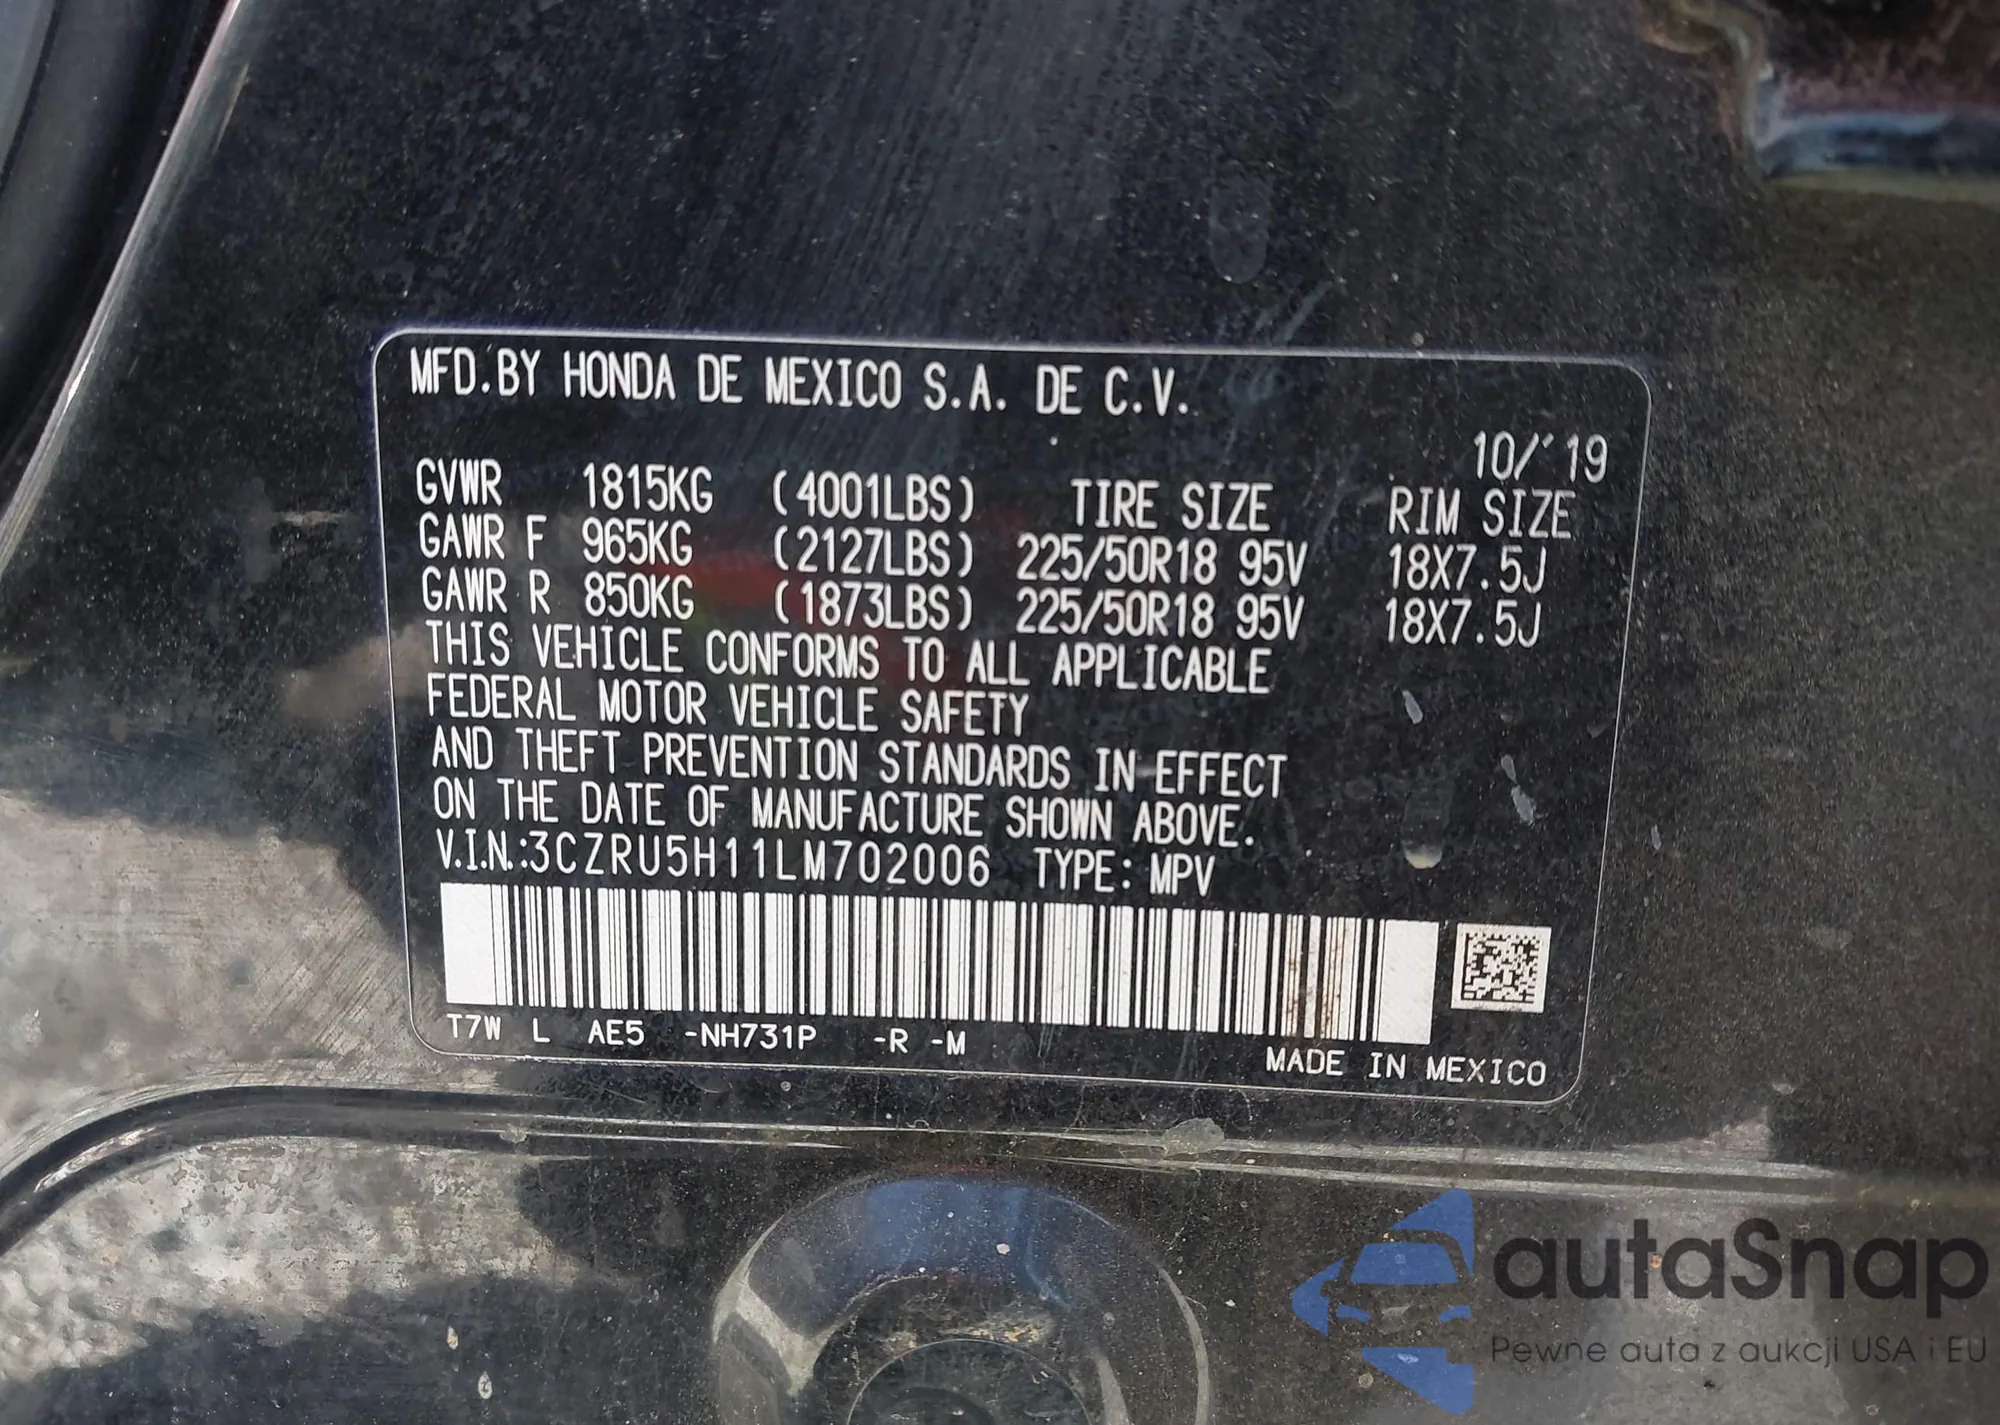 MFD.BY HONDA DE MEXICO S.A. DE C.V.
10/'19
GVWR 1815KG (4001LBS) TIRE SIZE RIM SIZE
GAWR F 965KG (2127LBS) 225/50R18 95V 18X7.5J
GAWR R 850KG (1873LBS) 225/50R18 95V 18X7.5J
THIS VEHICLE CONFORMS TO ALL APPLICABLE
FEDERAL MOTOR VEHICLE SAFETY
AND THEFT PREVENTION STANDARDS IN EFFECT
ON THE DATE OF MANUFACTURE SHOWN ABOVE.
V.I.N.:3CZRU5H11LM702006 TYPE: MPV
T7W L AE5 -NH731P -R -M
MADE IN MEXICO
autaSnap
Pewne auta z aukcji USA i EU